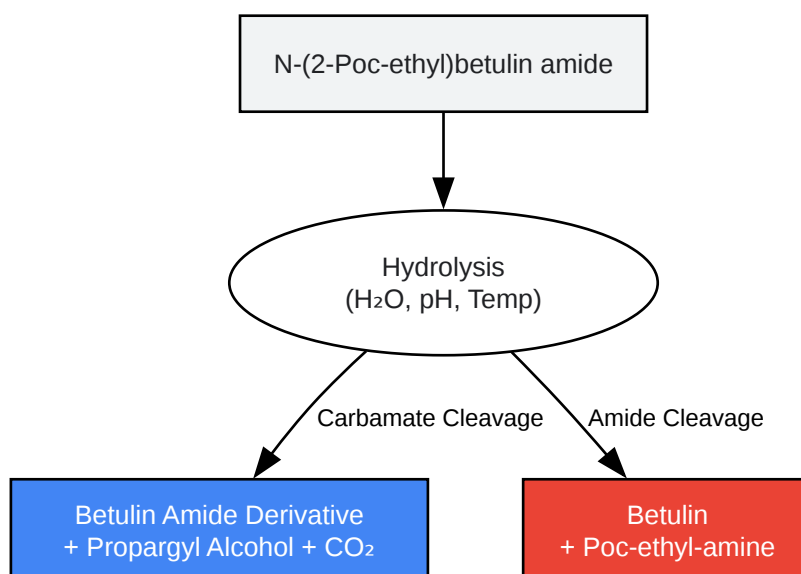 N-(2-Poc-ethyl)betulin amide
Hydrolysis
(H₂O, pH, Temp)
Carbamate Cleavage
Amide Cleavage
Betulin Amide Derivative
+ Propargyl Alcohol + CO₂
Betulin
+ Poc-ethyl-amine